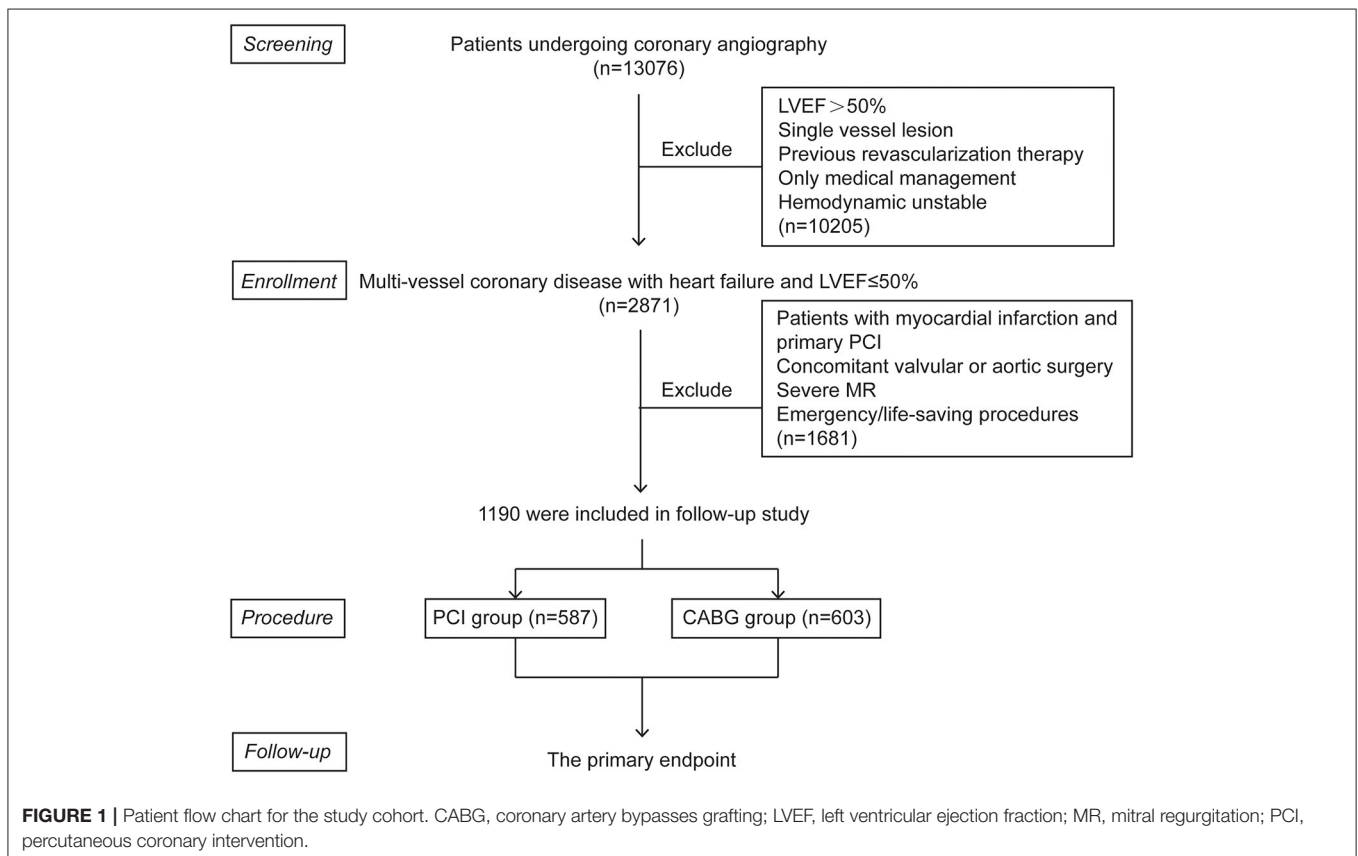 Screening
Patients undergoing coronary angiography
(n=13076)
Exclude
LVEF>50%
Single vessel lesion
Previous revascularization therapy
Only medical management
Hemodynamic unstable
(n=10205)
Enrollment
Multi-vessel coronary disease with heart failure and LVEF≤50%
(n=2871)
Exclude
Patients with myocardial infarction and
primary PCI
Concomitant valvular or aortic surgery
Severe MR
Emergency/life-saving procedures
(n=1681)
1190 were included in follow-up study
Procedure
PCI group (n=587)
CABG group (n=603)
Follow-up
The primary endpoint
FIGURE 1 | Patient flow chart for the study cohort. CABG, coronary artery bypasses grafting; LVEF, left ventricular ejection fraction; MR, mitral regurgitation; PCI,
percutaneous coronary intervention.